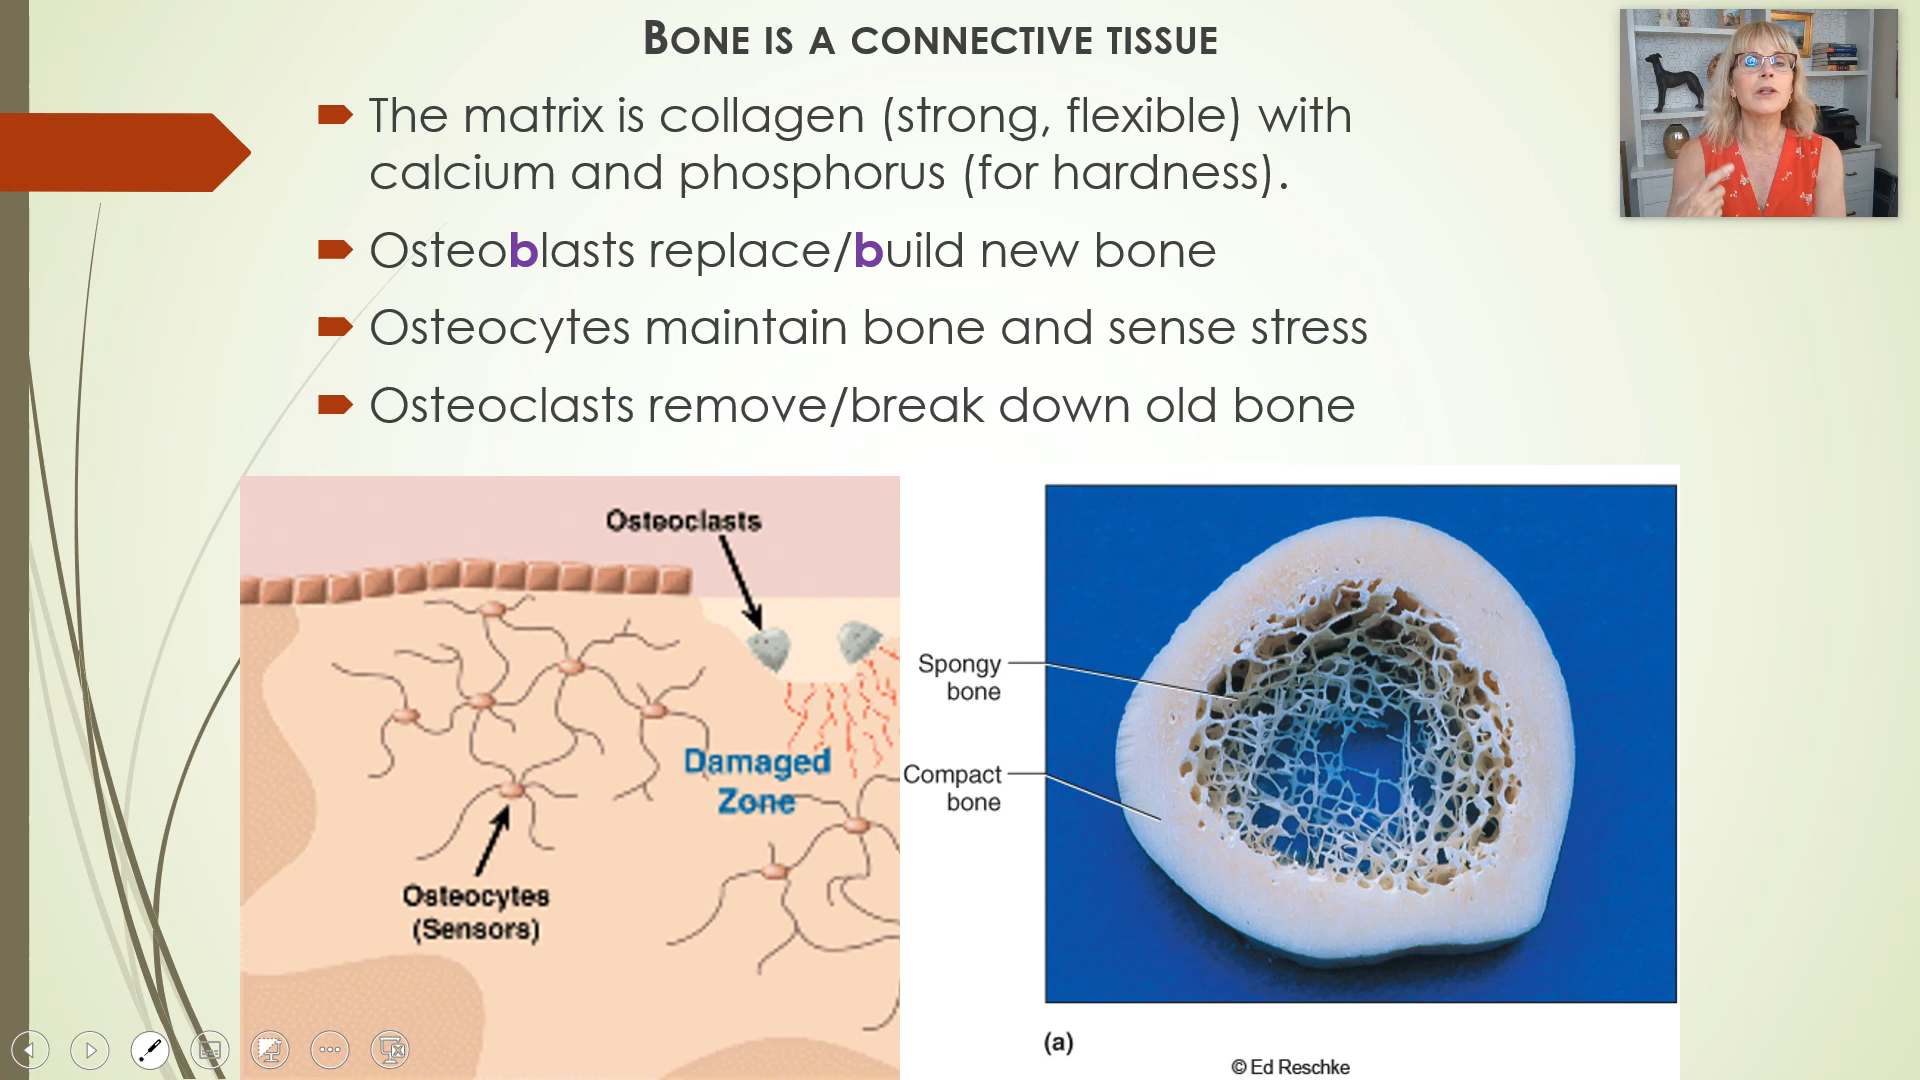 BONE IS A CONNECTIVE TISSUE
The matrix is collagen (strong, flexible) with
calcium and phosphorus (for hardness).
Osteoblasts replace/build new bone
Osteocytes maintain bone and sense stress
Osteoclasts remove/break down old bone
Osteoclasts
Damaged
Zone
Osteocytes
(Sensors)
Spongy
bone
Compact
bone
(a)
© Ed Reschke